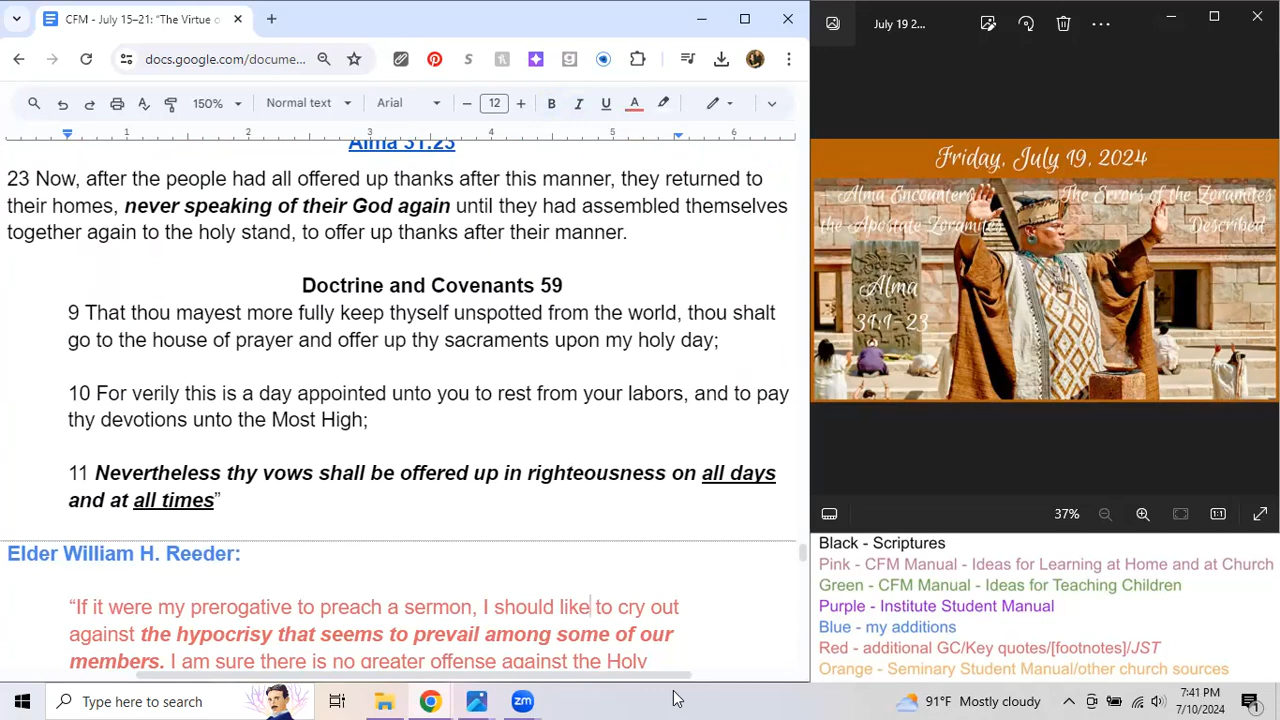 CFM - July 15–21: “The Virtue o
docs.google.com/docume...
150%
Normal text
Arial
12
B I U A
1 2 3 4 5 6
Alma 31:23
23 Now, after the people had all offered up thanks after this manner, they returned to
their homes, never speaking of their God again until they had assembled themselves
together again to the holy stand, to offer up thanks after their manner.
Doctrine and Covenants 59
9 That thou mayest more fully keep thyself unspotted from the world, thou shalt
go to the house of prayer and offer up thy sacraments upon my holy day;
10 For verily this is a day appointed unto you to rest from your labors, and to pay
thy devotions unto the Most High;
11 Nevertheless thy vows shall be offered up in righteousness on all days
and at all times”
Elder William H. Reeder:
“If it were my prerogative to preach a sermon, I should like to cry out
against the hypocrisy that seems to prevail among some of our
members. I am sure there is no greater offense against the Holy
July 19 2...
Friday, July 19, 2024
Alma Encounters
the Apostate Zoramites
The Errors of the Zoramites
Described
Alma
31:1-23
37%
1:1
Black - Scriptures
Pink - CFM Manual - Ideas for Learning at Home and at Church
Green - CFM Manual - Ideas for Teaching Children
Purple - Institute Student Manual
Blue - my additions
Red - additional GC/Key quotes/[footnotes]/JST
Orange - Seminary Student Manual/other church sources
Type here to search
zm
91°F Mostly cloudy
7:41 PM
7/10/2024
1